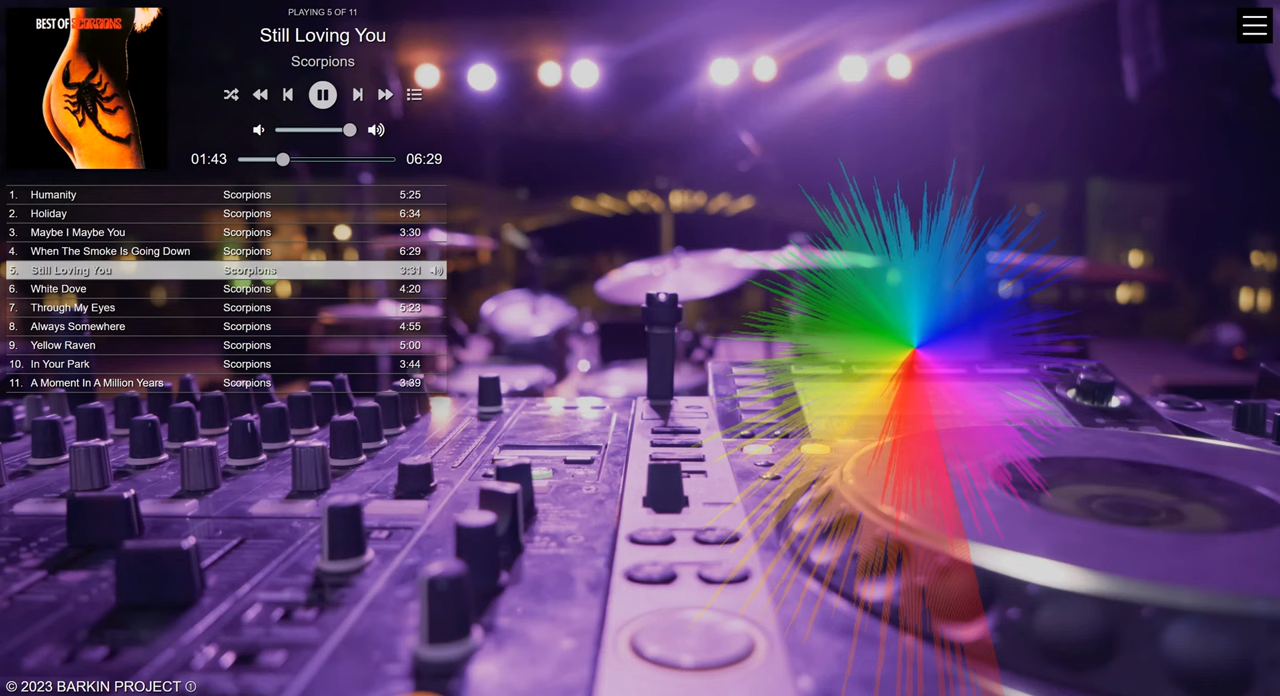 BEST OF SCORPIONS
PLAYING 5 OF 11
Still Loving You
Scorpions
01:43 06:29
1. Humanity Scorpions 5:25
2. Holiday Scorpions 6:34
3. Maybe I Maybe You Scorpions 3:30
4. When The Smoke Is Going Down Scorpions 6:29
5. Still Loving You Scorpions 3:31
6. White Dove Scorpions 4:20
7. Through My Eyes Scorpions 5:23
8. Always Somewhere Scorpions 4:55
9. Yellow Raven Scorpions 5:00
10. In Your Park Scorpions 3:44
11. A Moment In A Million Years Scorpions 3:39
© 2023 BARKIN PROJECT